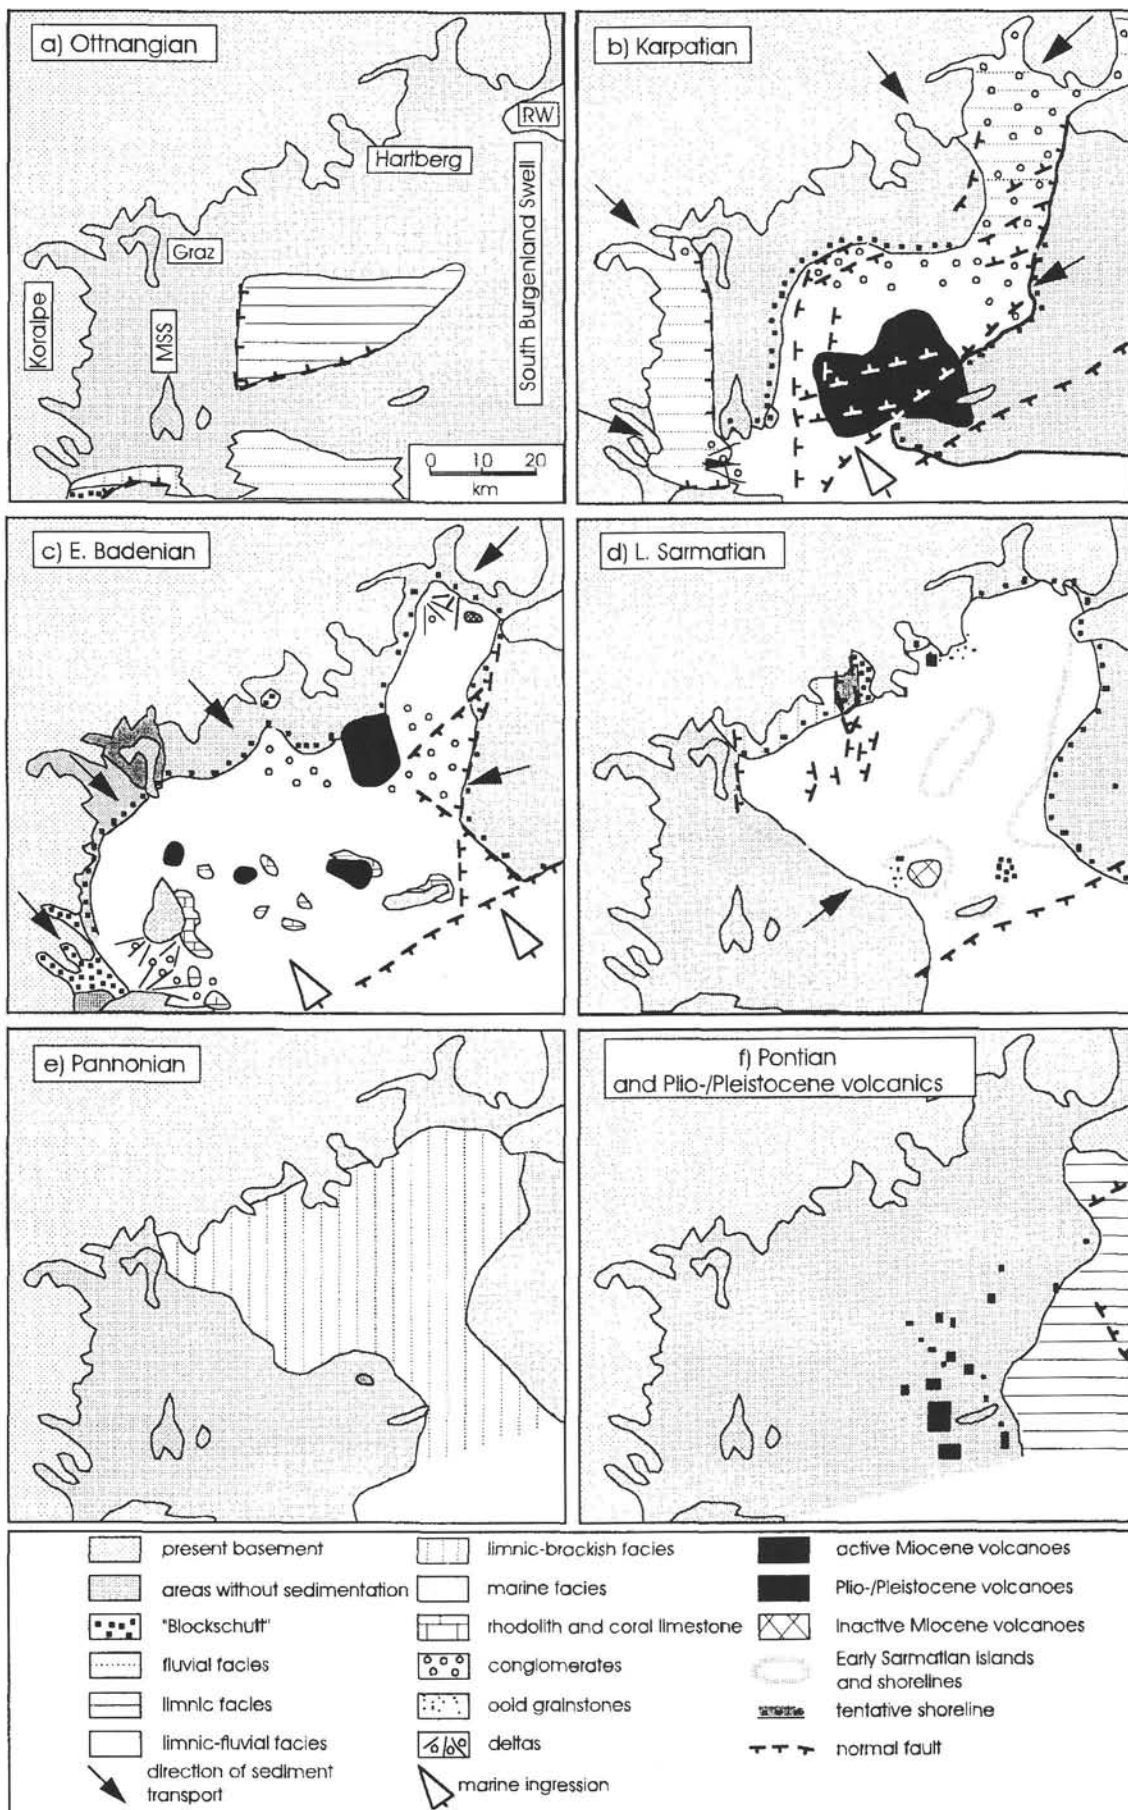 a) Ottnangian
RW
Hartberg
South Burgenland Swell
Graz
Koralpe
MSS
0 10 20
km
b) Karpatian
c) E. Badenian
d) L. Sarmatian
e) Pannonian
f) Pontian
and Plio-/Pleistocene volcanics
present basement
areas without sedimentation
"Blockschutt"
fluvial facies
limnic facies
limnic-fluvial facies
direction of sediment
transport
limnic-brackish facies
marine facies
rhodolith and coral limestone
conglomerates
ooid grainstones
deltas
marine ingression
active Miocene volcanoes
Plio-/Pleistocene volcanoes
inactive Miocene volcanoes
Early Sarmatian islands
and shorelines
tentative shoreline
normal fault